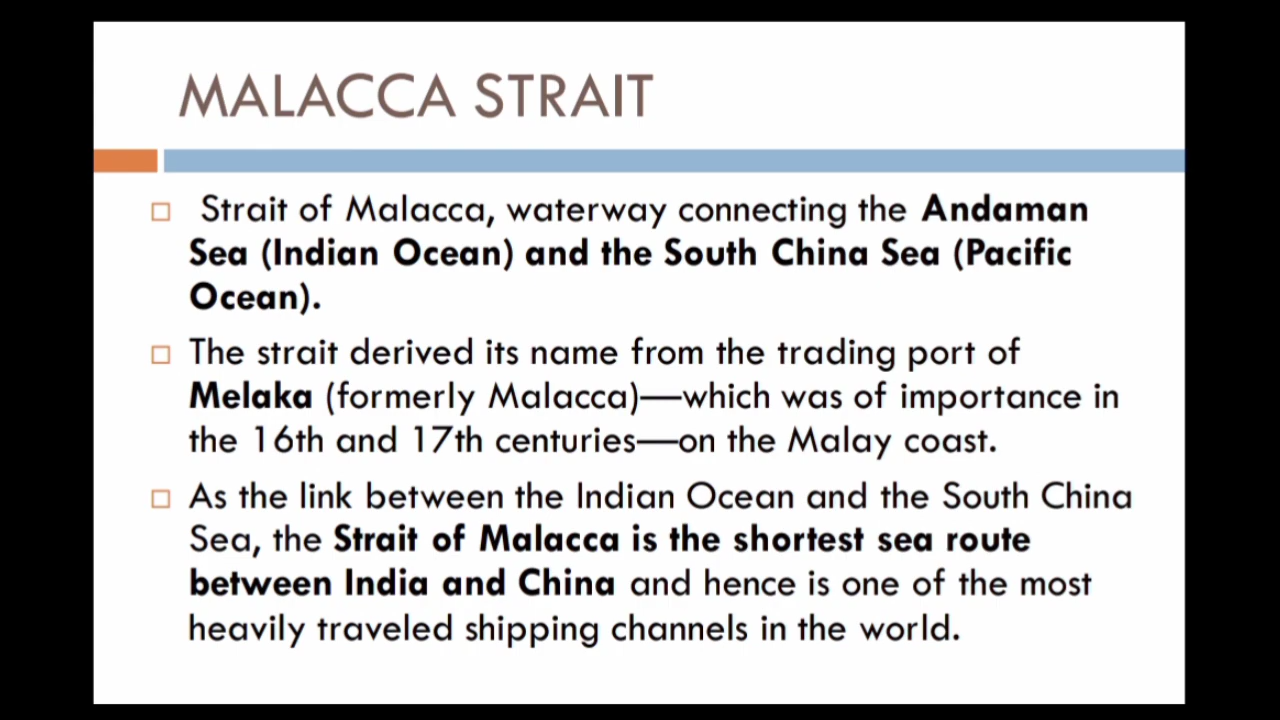 MALACCA STRAIT
Strait of Malacca, waterway connecting the Andaman
Sea (Indian Ocean) and the South China Sea (Pacific
Ocean).
The strait derived its name from the trading port of
Melaka (formerly Malacca)—which was of importance in
the 16th and 17th centuries—on the Malay coast.
As the link between the Indian Ocean and the South China
Sea, the Strait of Malacca is the shortest sea route
between India and China and hence is one of the most
heavily traveled shipping channels in the world.